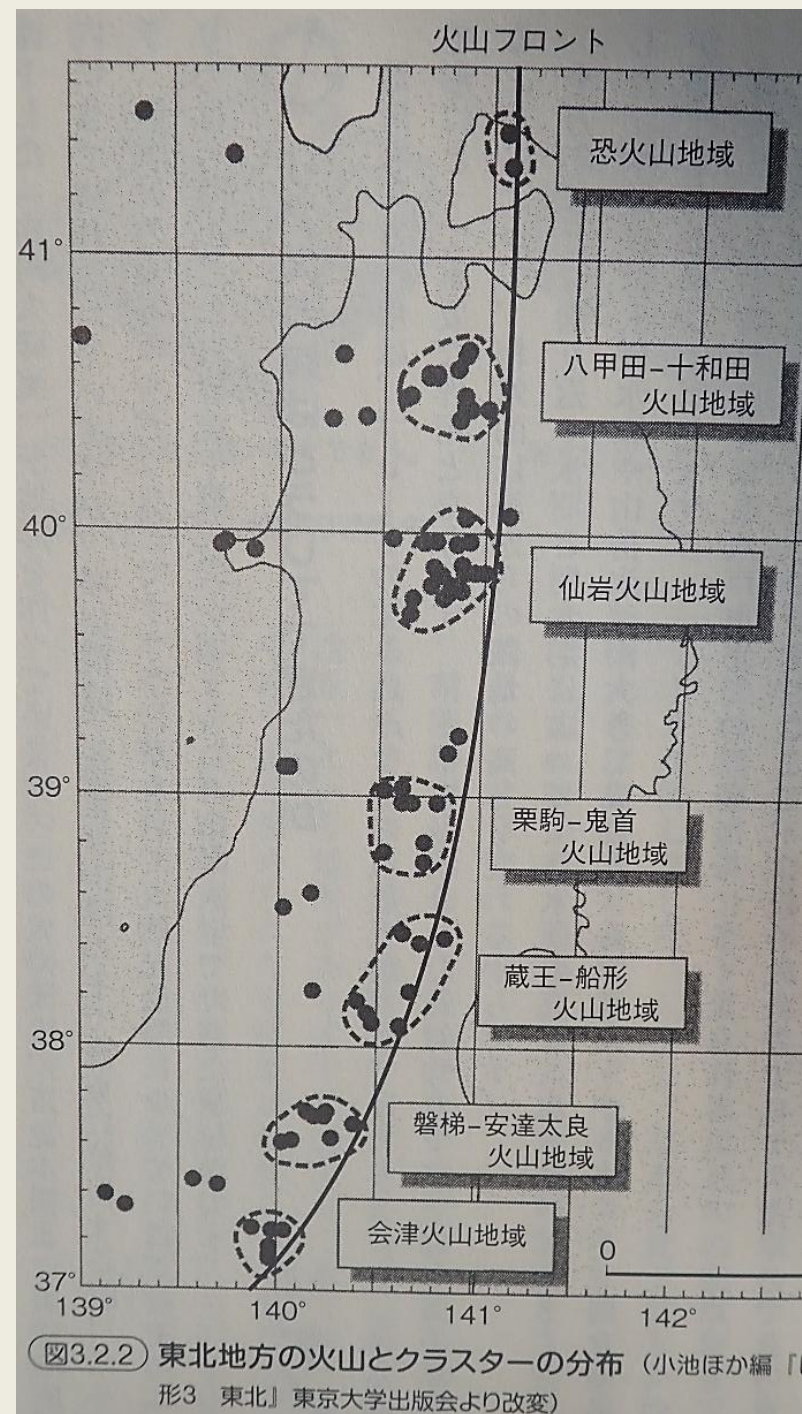 火山フロント
恐火山地域
41°
八甲田−十和田
火山地域
40°
仙岩火山地域
39°
栗駒−鬼首
火山地域
蔵王−船形
火山地域
38°
磐梯−安達太良
火山地域
会津火山地域
0
37°
139°
140°
141°
142°
図3.2.2 東北地方の火山とクラスターの分布（小池ほか編『
形3 東北』東京大学出版会より改変）